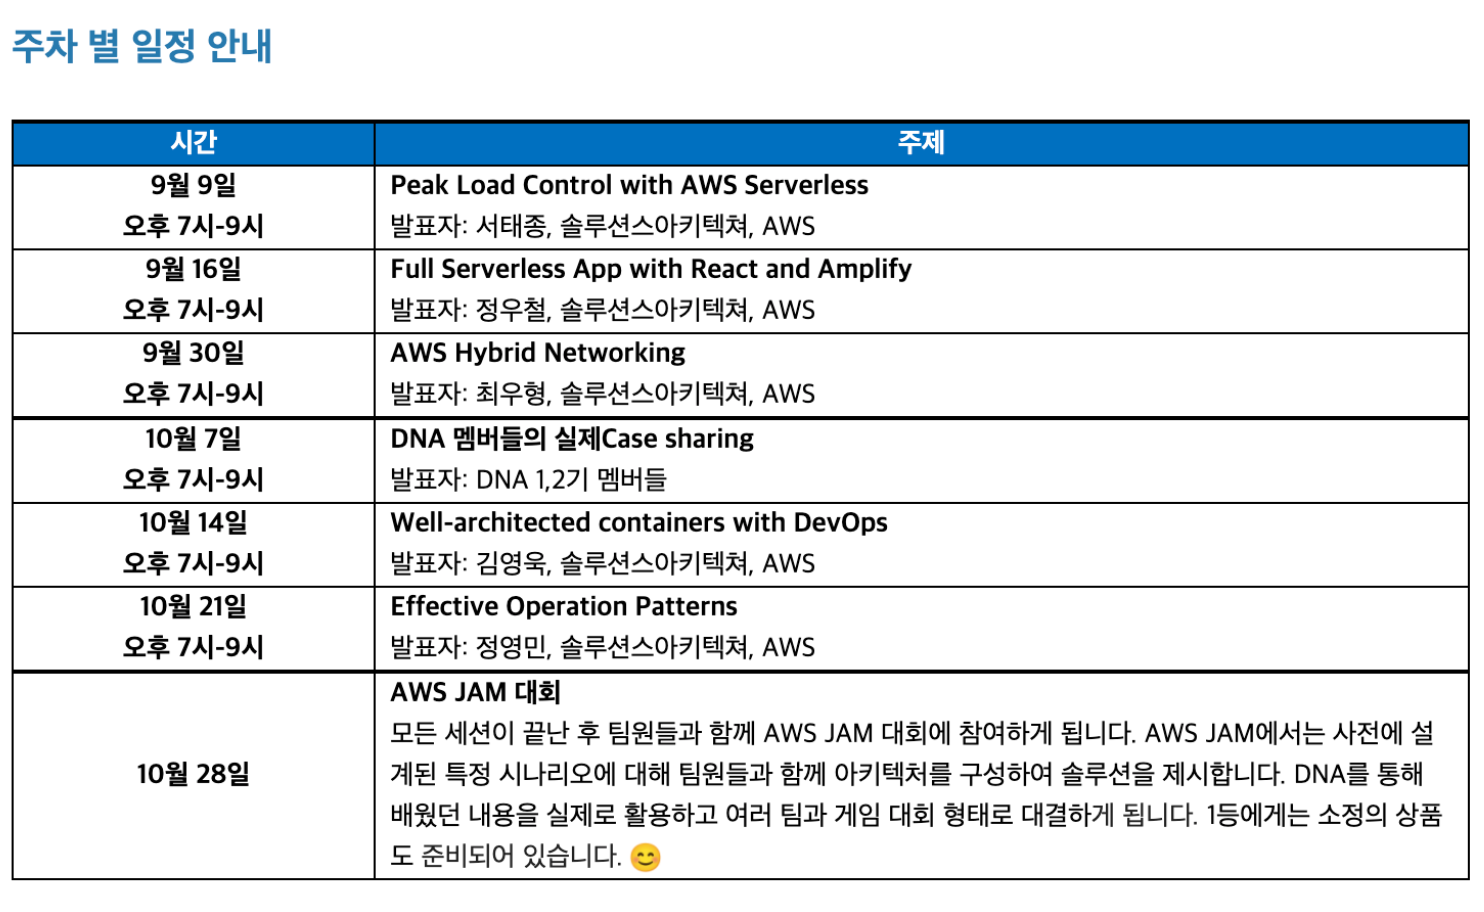 주차 별 일정 안내
시간
주제
9월 9일
오후 7시-9시
Peak Load Control with AWS Serverless
발표자: 서태종, 솔루션스아키텍쳐, AWS
9월 16일
오후 7시-9시
Full Serverless App with React and Amplify
발표자: 정우철, 솔루션스아키텍쳐, AWS
9월 30일
오후 7시-9시
AWS Hybrid Networking
발표자: 최우형, 솔루션스아키텍쳐, AWS
10월 7일
오후 7시-9시
DNA 멤버들의 실제Case sharing
발표자: DNA 1,2기 멤버들
10월 14일
오후 7시-9시
Well-architected containers with DevOps
발표자: 김영욱, 솔루션스아키텍쳐, AWS
10월 21일
오후 7시-9시
Effective Operation Patterns
발표자: 정영민, 솔루션스아키텍쳐, AWS
10월 28일
AWS JAM 대회
모든 세션이 끝난 후 팀원들과 함께 AWS JAM 대회에 참여하게 됩니다. AWS JAM에서는 사전에 설
계된 특정 시나리오에 대해 팀원들과 함께 아키텍처를 구성하여 솔루션을 제시합니다. DNA를 통해
배웠던 내용을 실제로 활용하고 여러 팀과 게임 대회 형태로 대결하게 됩니다. 1등에게는 소정의 상품
도 준비되어 있습니다. 😊